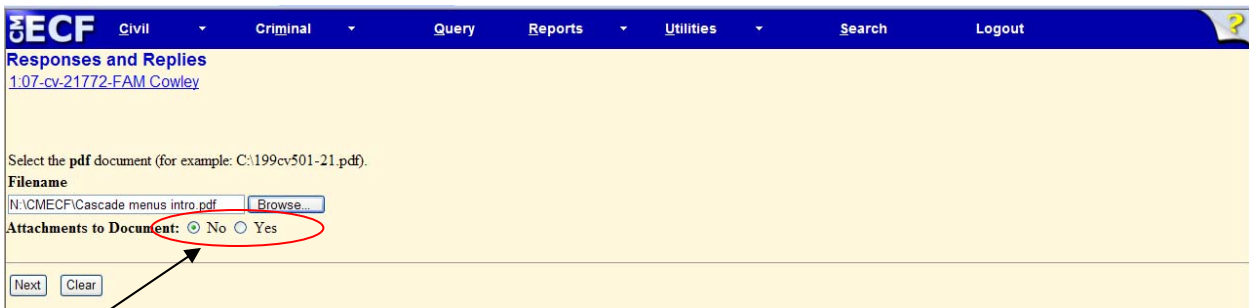 CM ECF Civil Criminal Query Reports Utilities Search Logout ?
Responses and Replies
1:07-cv-21772-FAM Cowley
Select the pdf document (for example: C:\199cv501-21.pdf).
Filename
N:\CMECF\Cascade menus intro.pdf Browse...
Attachments to Document: No Yes
Next Clear